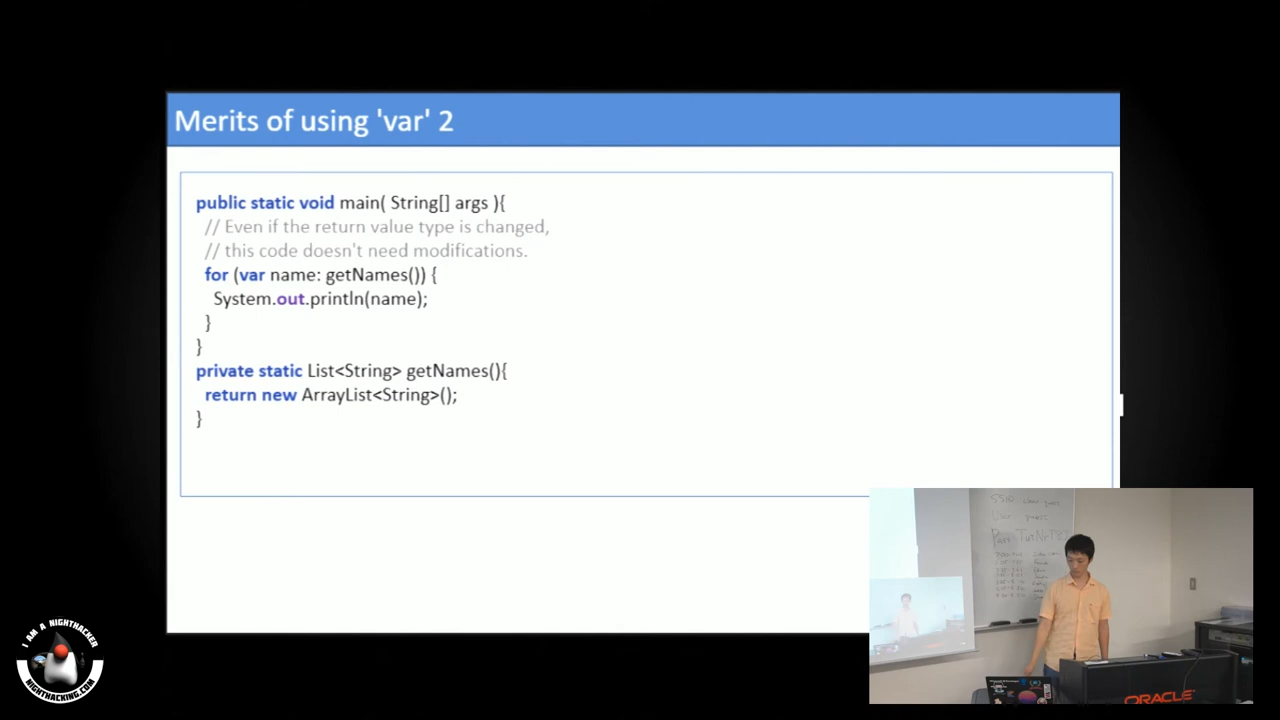 Merits of using 'var' 2
public static void main( String[] args ){
// Even if the return value type is changed,
// this code doesn't need modifications.
for (var name: getNames()) {
System.out.println(name);
}
}
private static List<String> getNames(){
return new ArrayList<String>();
}
I AM A NIGHTHACKER
NIGHTHACKING.COM
SSID
User
ORACLE